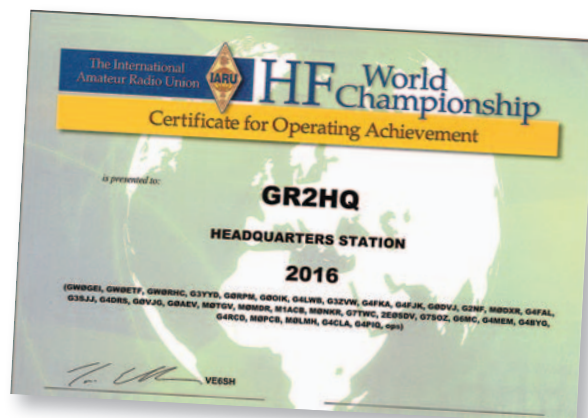 The International
Amateur Radio Union
IARU
HF World
Championship
Certificate for Operating Achievement
is presented to:
GR2HQ
HEADQUARTERS STATION
2016
(GWØGEI, GWØETF, GWØRHC, G3YYD, GØRPM, GØOIK, G4LWB, G3ZVW, G4FKA, G4FJK, GØDVJ, G2NF, MØDXR, G4FAL,
G3SJJ, G4DRS, GØVJG, GØAEV, MØTGV, MØMDR, M1ACB, MØNKR, G7TWC, 2EØSDV, G7SOZ, G6MC, G4MEM, G4BYG,
G4RCD, MØPCB, MØLMH, G4CLA, G4PIQ, ops)
, VE6SH